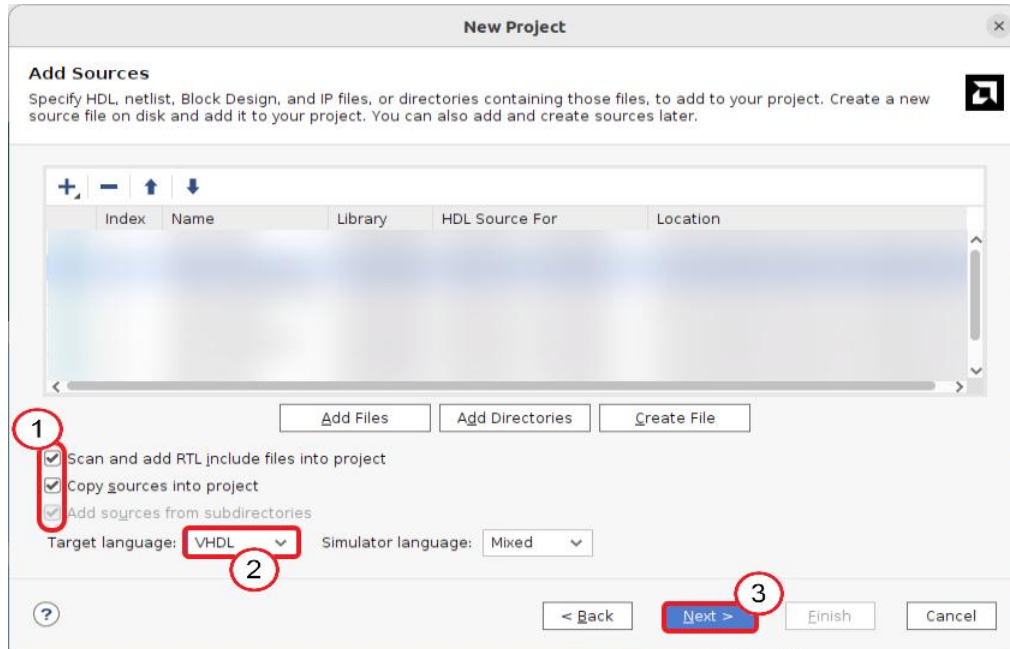 New Project
Add Sources
Specify HDL, netlist, Block Design, and IP files, or directories containing those files, to add to your project. Create a new
source file on disk and add it to your project. You can also add and create sources later.
Index Name Library HDL Source For Location
Add Files Add Directories Create File
1
Scan and add RTL include files into project
Copy sources into project
Add sources from subdirectories
Target language: VHDL Simulator language: Mixed
2
3
? < Back Next > Finish Cancel